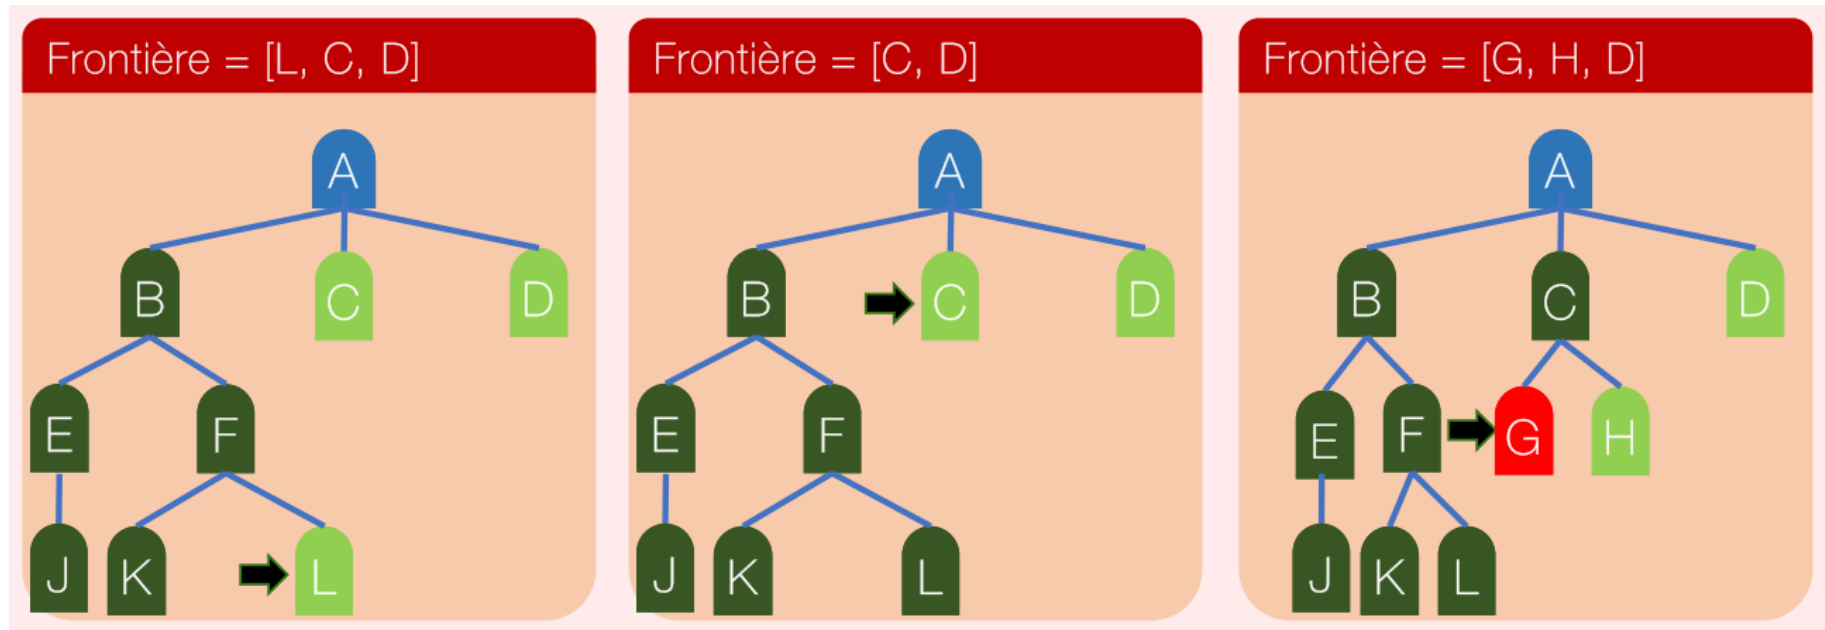 Frontière = [L, C, D]
A
B C D
E F
J K L
Frontière = [C, D]
A
B C D
E F
J K L
Frontière = [G, H, D]
A
B C D
E F G H
J K L